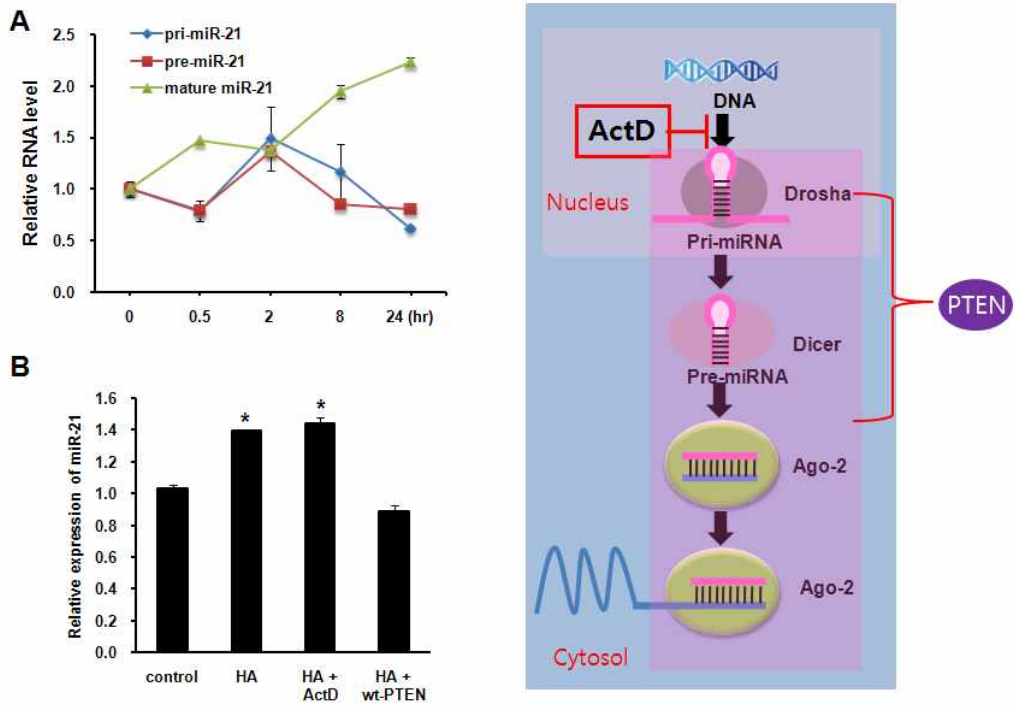 A
2.5
2.0
1.5
1.0
0.5
0.0
Relative RNA level
pri-miR-21
pre-miR-21
mature miR-21
0 0.5 2 8 24 (hr)
B
1.6
1.4
1.2
1.0
0.8
0.6
0.4
0.2
0.0
Relative expression of miR-21
*
*
control HA HA + HA +
ActD wt-PTEN
DNA
ActD
Nucleus
Drosha
Pri-miRNA
PTEN
Dicer
Pre-miRNA
Ago-2
Ago-2
Cytosol